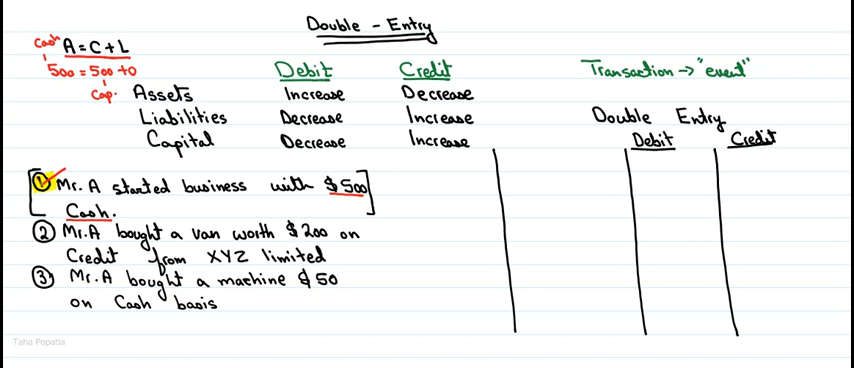 Double - Entry
Cash A = C + L
500 = 500 + 0
Cap.
Debit Credit
Assets Increase Decrease
Liabilities Decrease Increase
Capital Decrease Increase
Transaction -> "event"
Double Entry
Debit Credit
① Mr. A started business with $500
Cash.
② Mr. A bought a van worth $200 on
Credit from XYZ limited
③ Mr. A bought a machine $50
on Cash basis
Taha Popatia